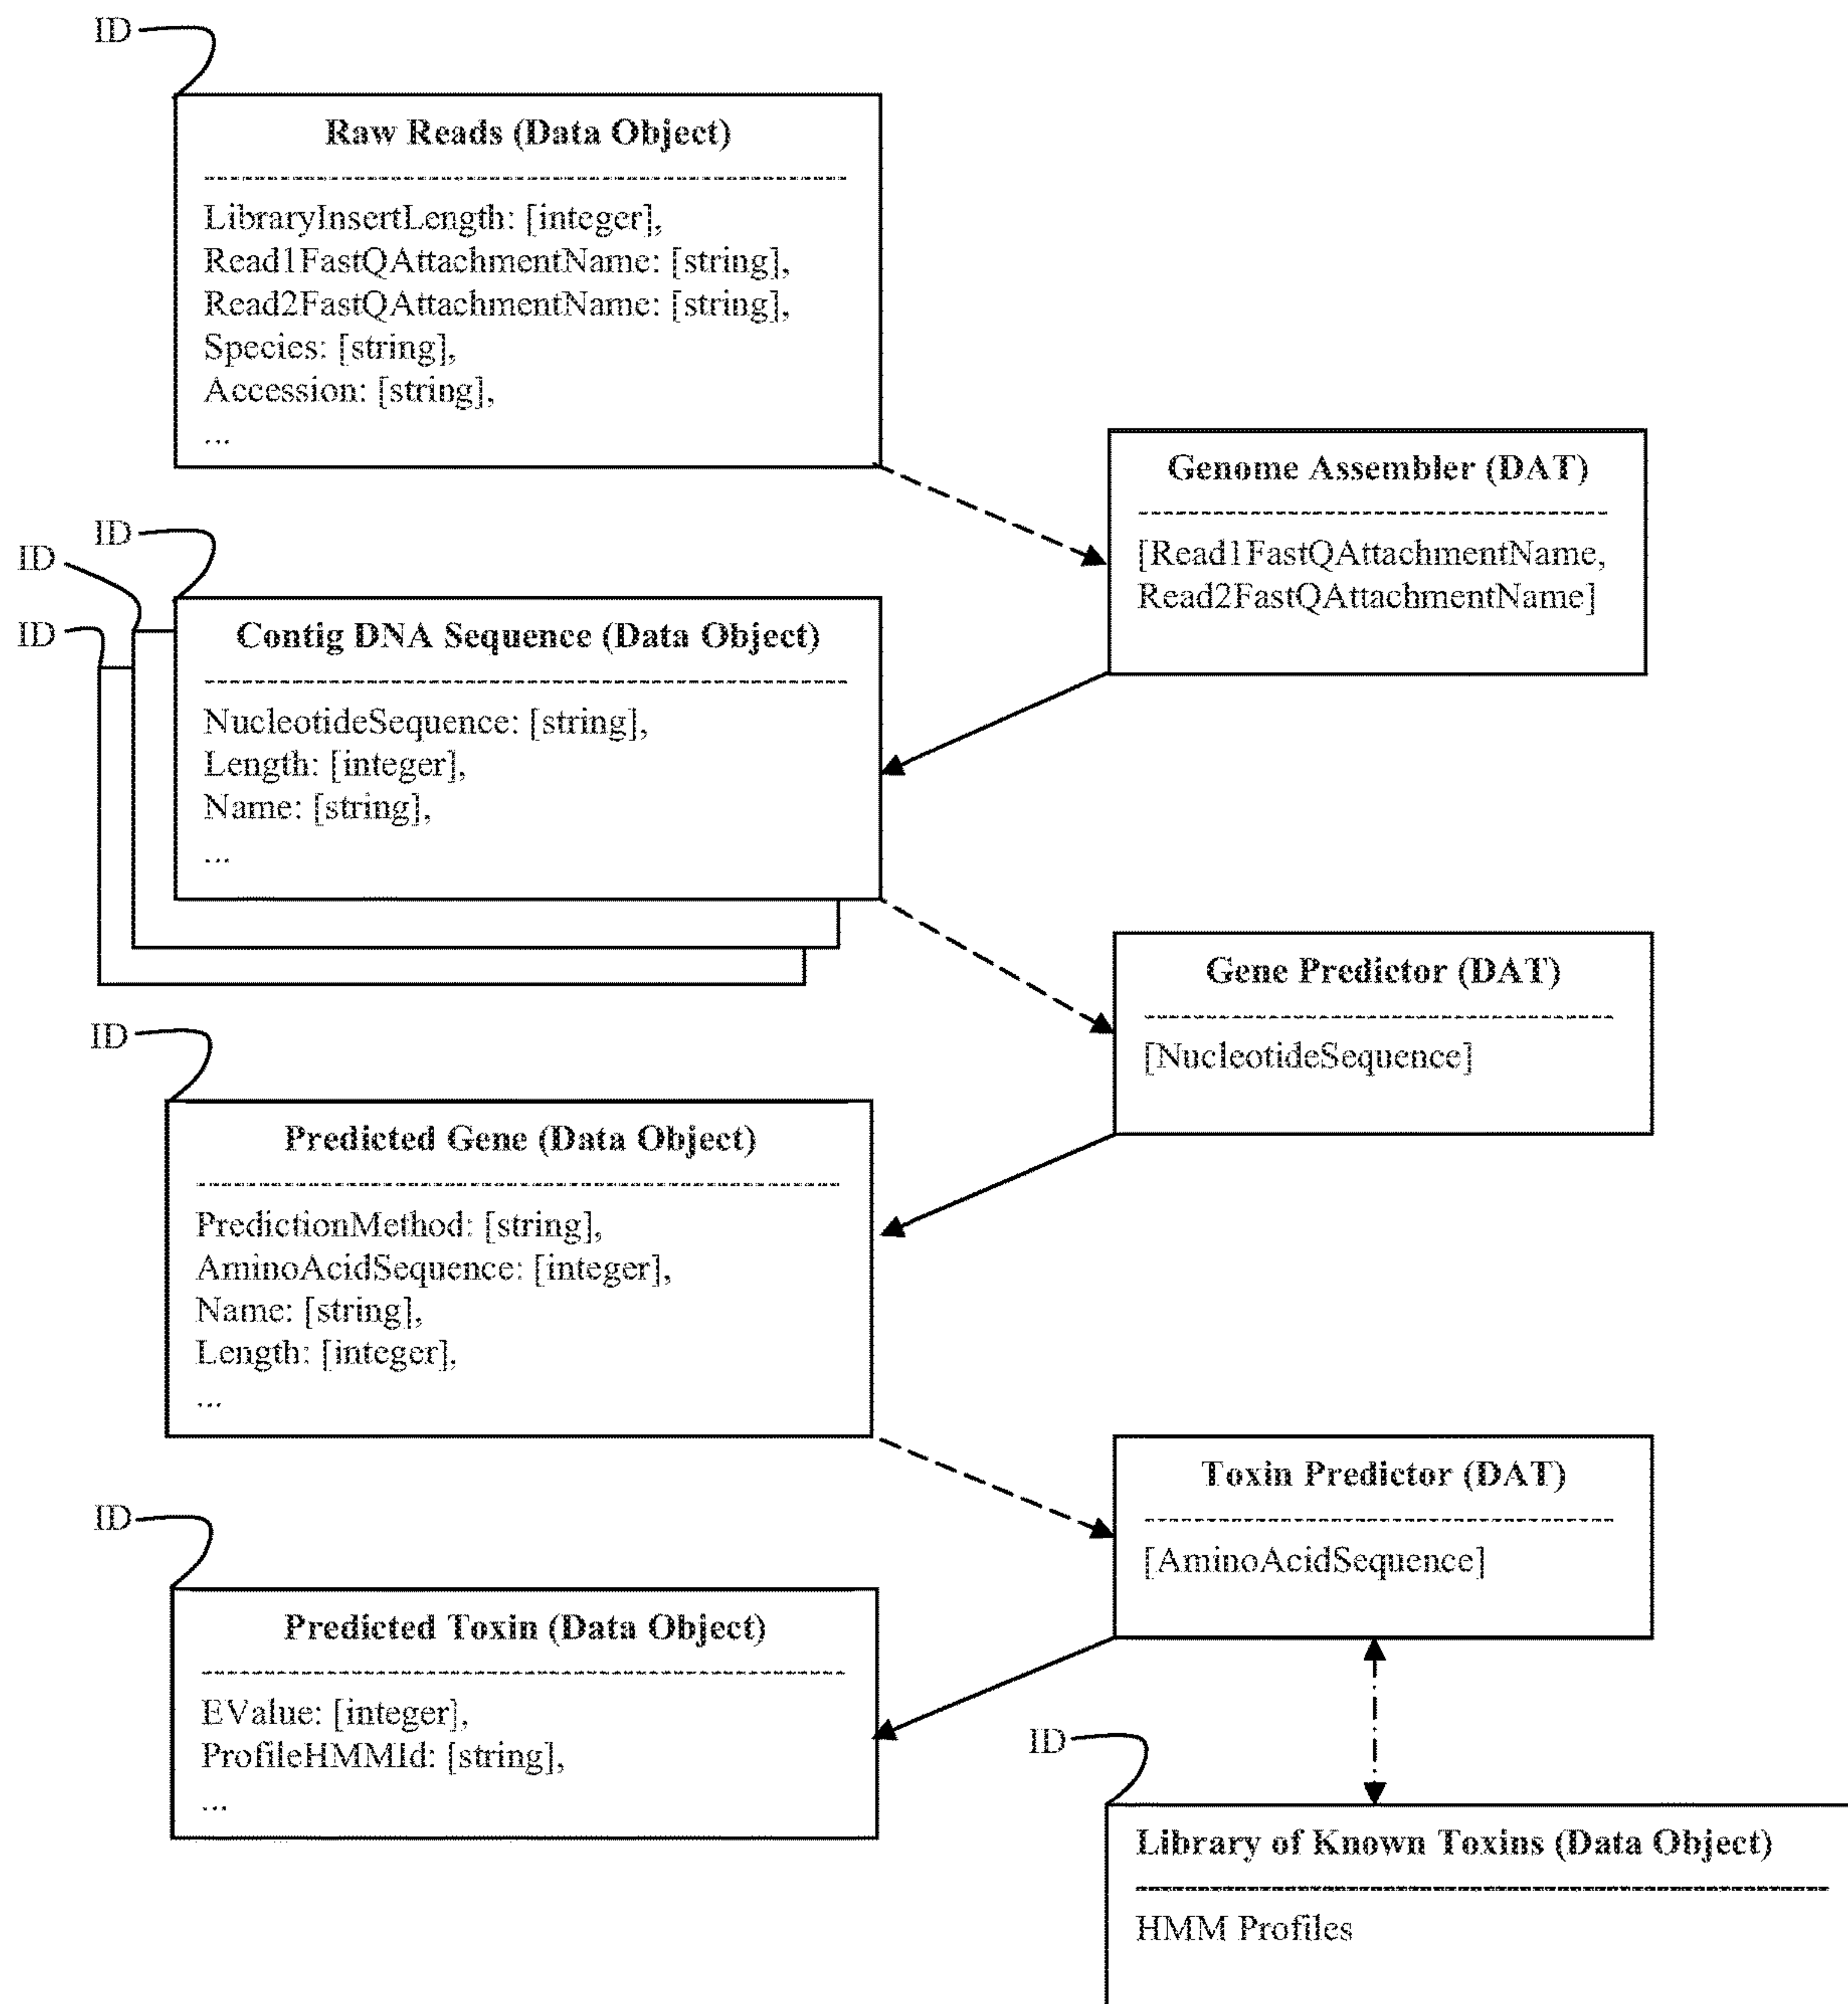 ID
Raw Reads (Data Object)
LibraryInsertLength: [integer],
Read1FastQAttachmentName: [string],
Read2FastQAttachmentName: [string],
Species: [string],
Accession: [string],
...
Genome Assembler (DAT)
[Read1FastQAttachmentName,
Read2FastQAttachmentName]
ID
ID
ID
Contig DNA Sequence (Data Object)
NucleotideSequence: [string],
Length: [integer],
Name: [string],
...
Gene Predictor (DAT)
[NucleotideSequence]
ID
Predicted Gene (Data Object)
PredictionMethod: [string],
AminoAcidSequence: [integer],
Name: [string],
Length: [integer],
...
Toxin Predictor (DAT)
[AminoAcidSequence]
ID
Predicted Toxin (Data Object)
EValue: [integer],
ProfileHMMId: [string],
...
ID
Library of Known Toxins (Data Object)
HMM Profiles